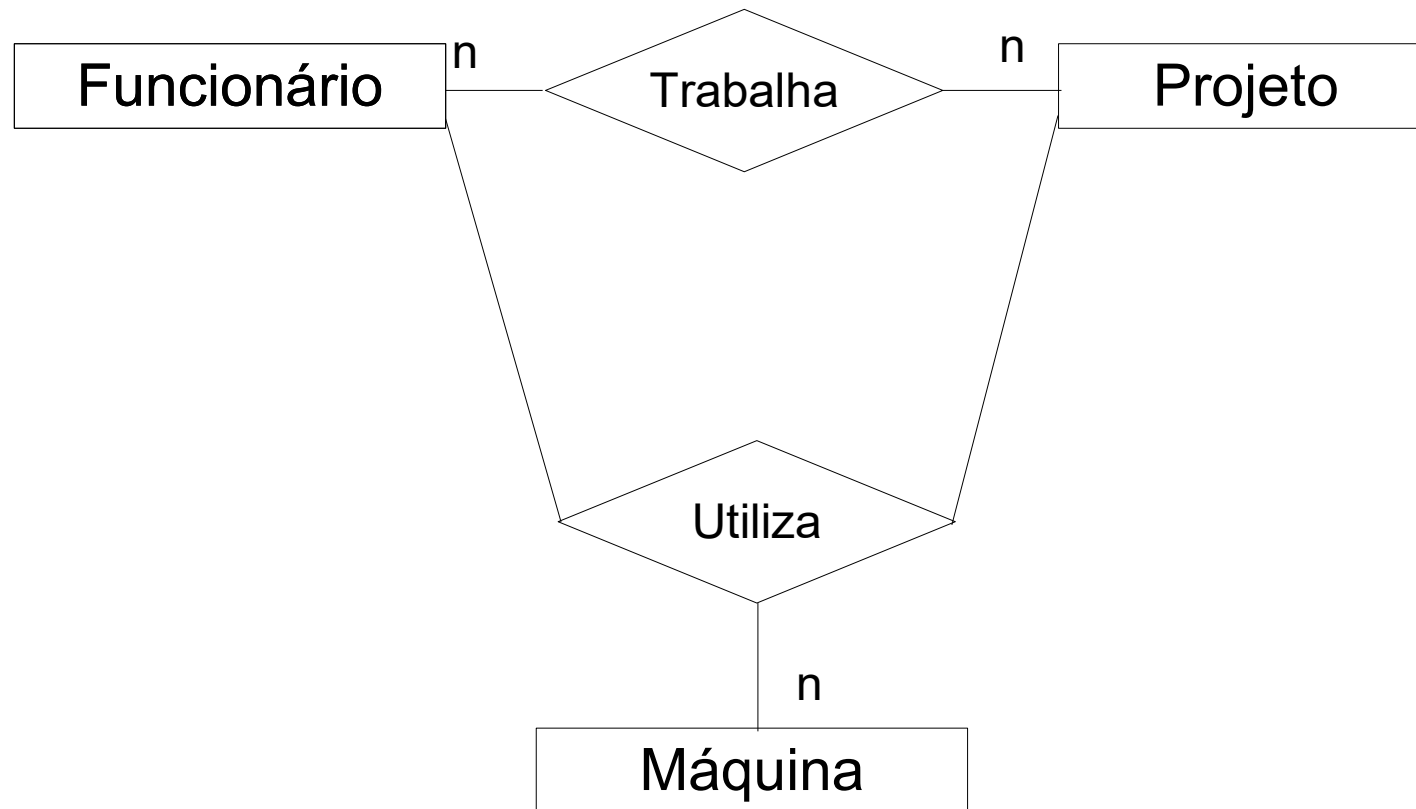 n
n
Funcionário
Trabalha
Projeto
Utiliza
n
Máquina